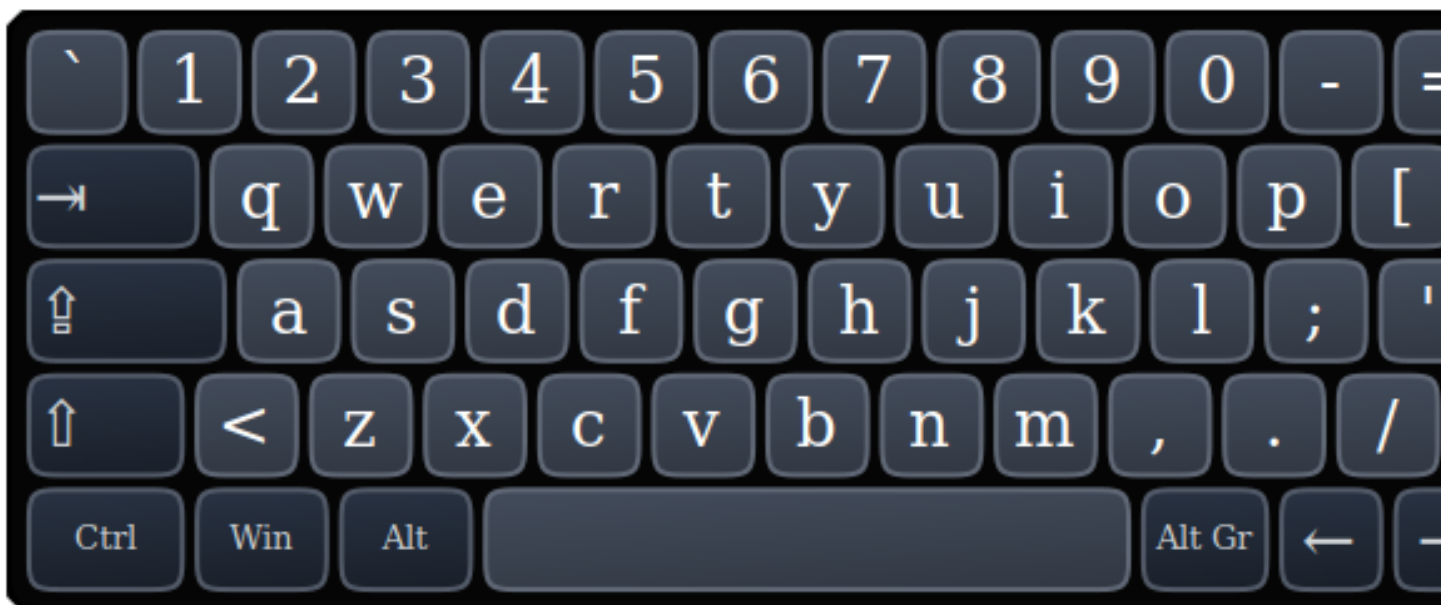 ` 1 2 3 4 5 6 7 8 9 0 - =
⇥ q w e r t y u i o p [
⇪ a s d f g h j k l ; '
⇧ < z x c v b n m , . /
Ctrl Win Alt Alt Gr ←